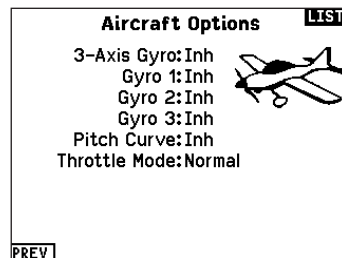 Aircraft Options
LIST
3-Axis Gyro:Inh
Gyro 1:Inh
Gyro 2:Inh
Gyro 3:Inh
Pitch Curve:Inh
Throttle Mode:Normal
PREV